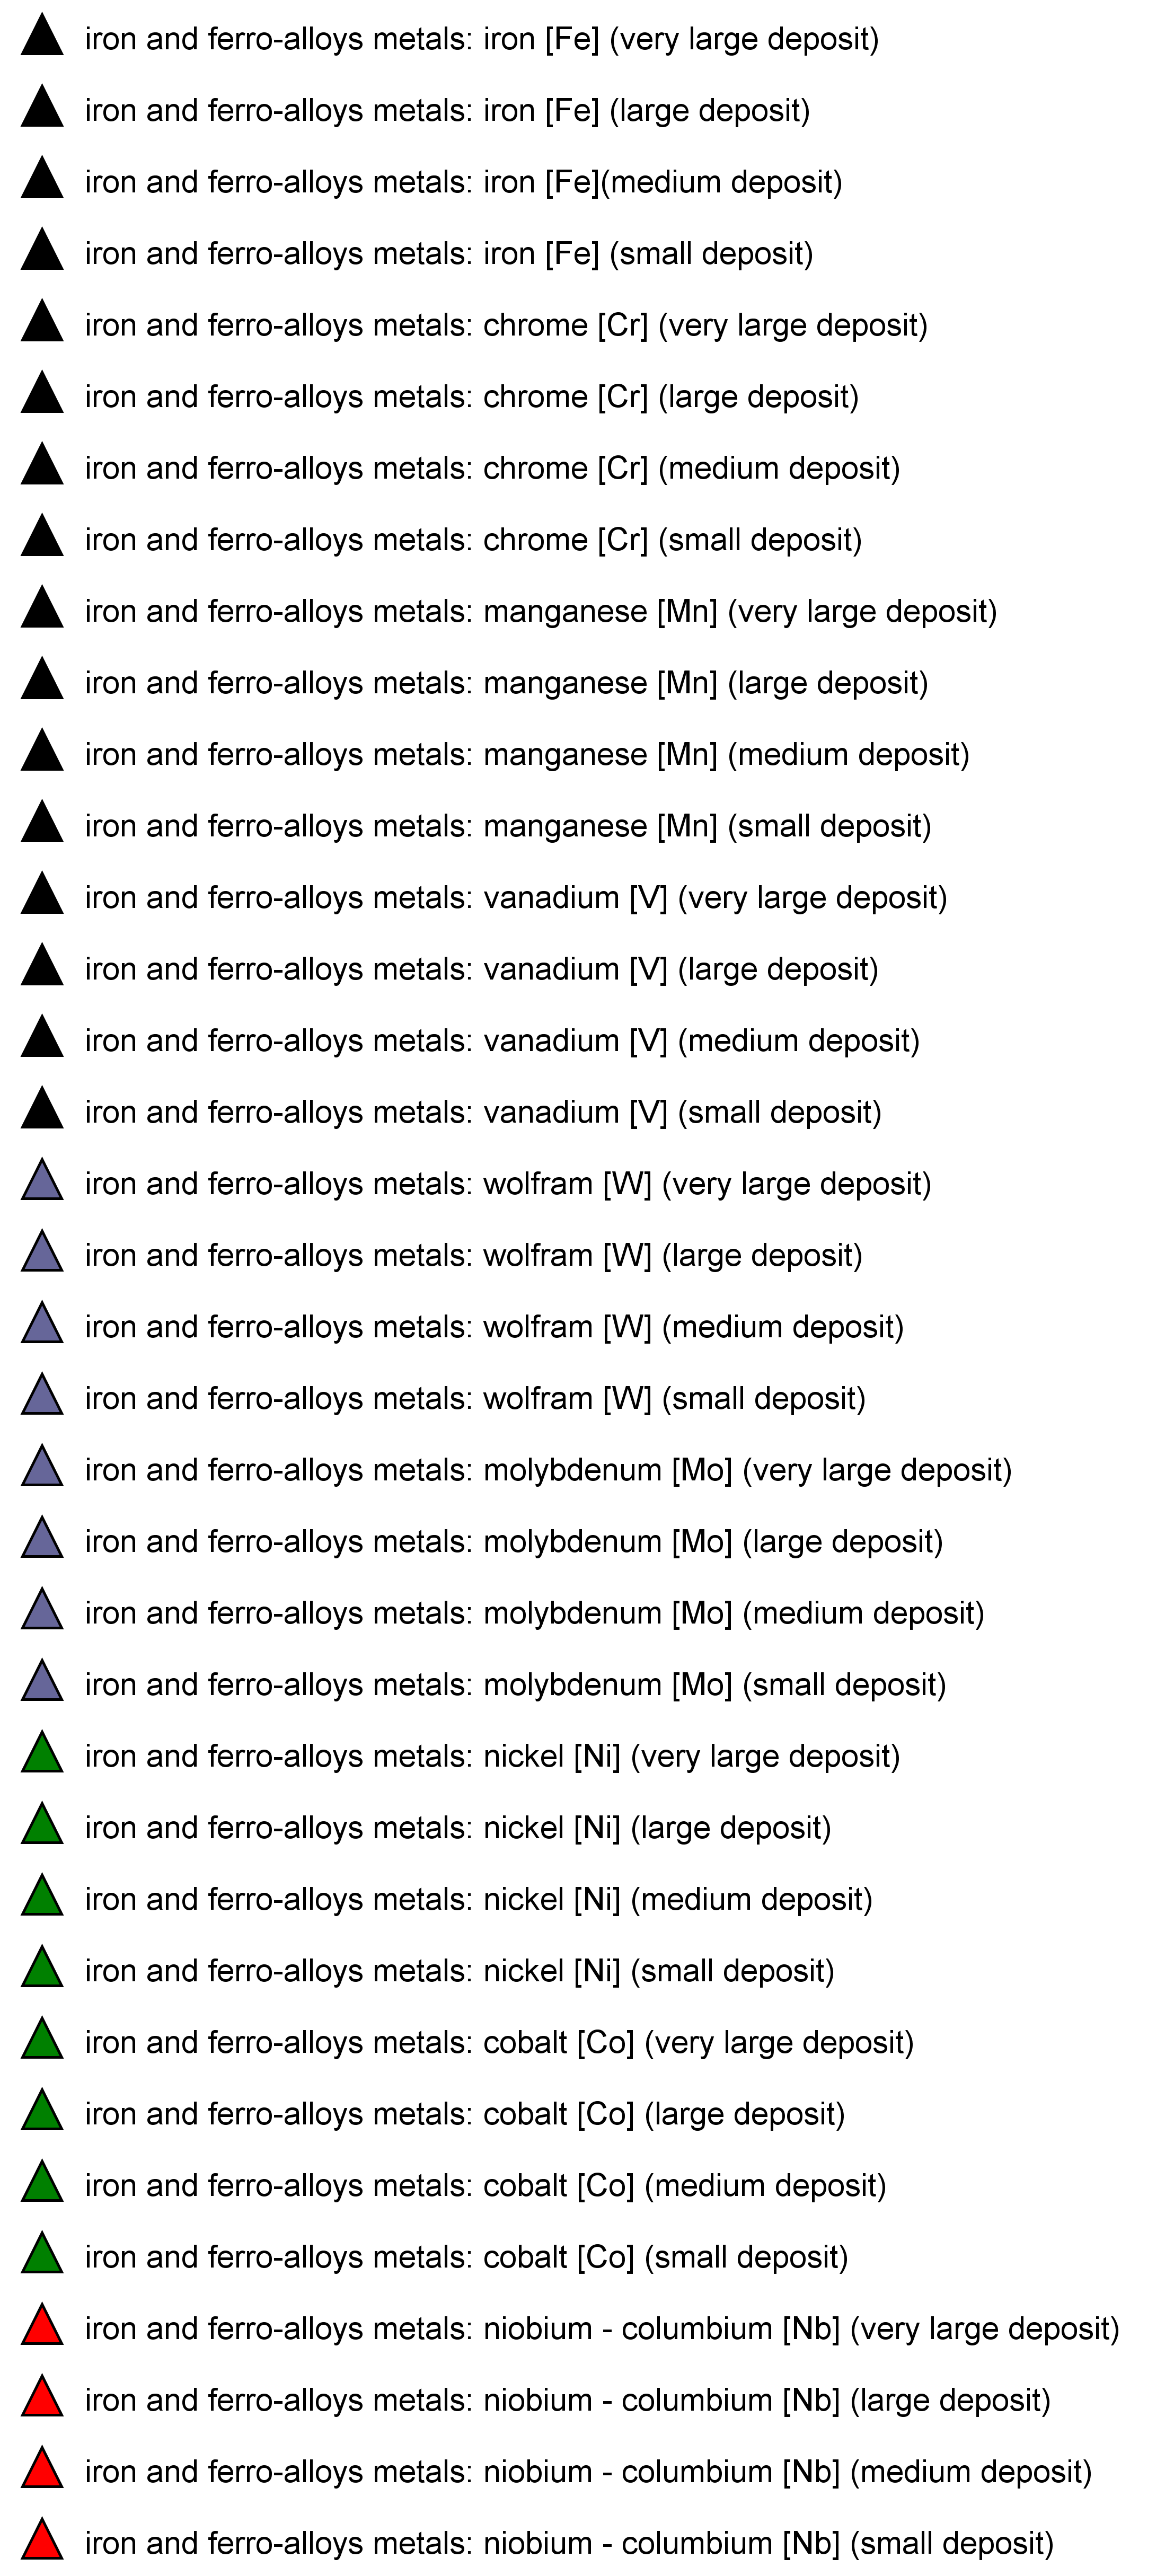 iron and ferro-alloys metals: iron [Fe] (very large deposit)
iron and ferro-alloys metals: iron [Fe] (large deposit)
iron and ferro-alloys metals: iron [Fe](medium deposit)
iron and ferro-alloys metals: iron [Fe] (small deposit)
iron and ferro-alloys metals: chrome [Cr] (very large deposit)
iron and ferro-alloys metals: chrome [Cr] (large deposit)
iron and ferro-alloys metals: chrome [Cr] (medium deposit)
iron and ferro-alloys metals: chrome [Cr] (small deposit)
iron and ferro-alloys metals: manganese [Mn] (very large deposit)
iron and ferro-alloys metals: manganese [Mn] (large deposit)
iron and ferro-alloys metals: manganese [Mn] (medium deposit)
iron and ferro-alloys metals: manganese [Mn] (small deposit)
iron and ferro-alloys metals: vanadium [V] (very large deposit)
iron and ferro-alloys metals: vanadium [V] (large deposit)
iron and ferro-alloys metals: vanadium [V] (medium deposit)
iron and ferro-alloys metals: vanadium [V] (small deposit)
iron and ferro-alloys metals: wolfram [W] (very large deposit)
iron and ferro-alloys metals: wolfram [W] (large deposit)
iron and ferro-alloys metals: wolfram [W] (medium deposit)
iron and ferro-alloys metals: wolfram [W] (small deposit)
iron and ferro-alloys metals: molybdenum [Mo] (very large deposit)
iron and ferro-alloys metals: molybdenum [Mo] (large deposit)
iron and ferro-alloys metals: molybdenum [Mo] (medium deposit)
iron and ferro-alloys metals: molybdenum [Mo] (small deposit)
iron and ferro-alloys metals: nickel [Ni] (very large deposit)
iron and ferro-alloys metals: nickel [Ni] (large deposit)
iron and ferro-alloys metals: nickel [Ni] (medium deposit)
iron and ferro-alloys metals: nickel [Ni] (small deposit)
iron and ferro-alloys metals: cobalt [Co] (very large deposit)
iron and ferro-alloys metals: cobalt [Co] (large deposit)
iron and ferro-alloys metals: cobalt [Co] (medium deposit)
iron and ferro-alloys metals: cobalt [Co] (small deposit)
iron and ferro-alloys metals: niobium - columbium [Nb] (very large deposit)
iron and ferro-alloys metals: niobium - columbium [Nb] (large deposit)
iron and ferro-alloys metals: niobium - columbium [Nb] (medium deposit)
iron and ferro-alloys metals: niobium - columbium [Nb] (small deposit)